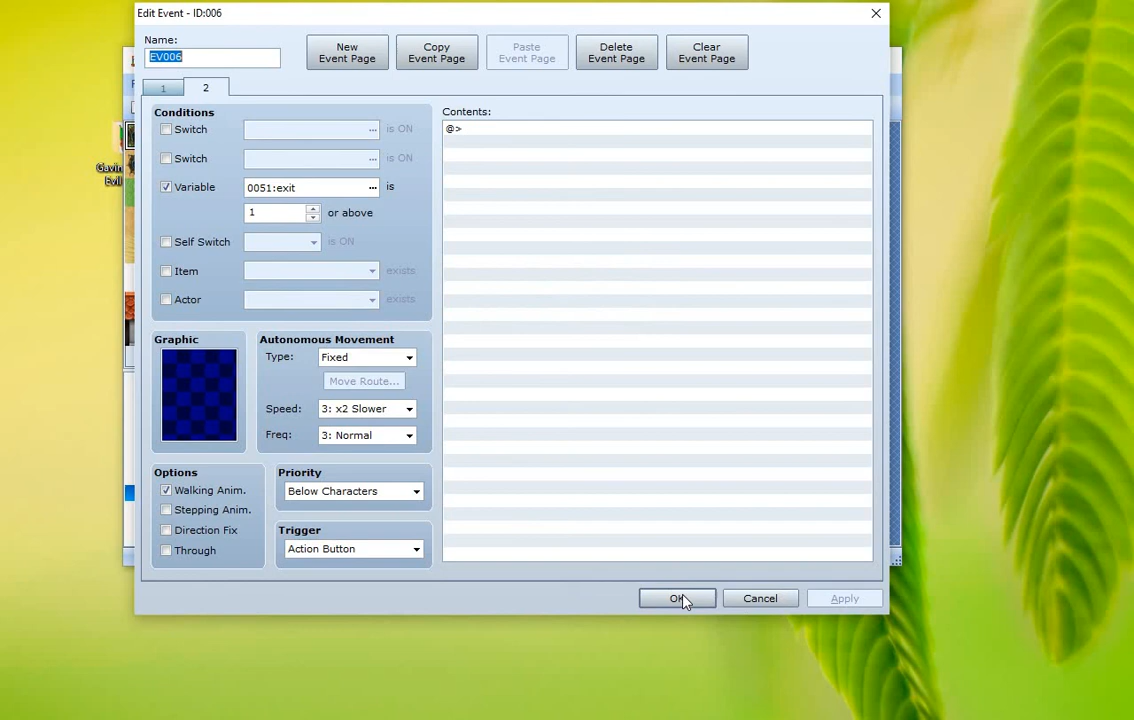 Edit Event - ID:006
Name:
EV006
New Event Page
Copy Event Page
Paste Event Page
Delete Event Page
Clear Event Page
1
2
Conditions
Switch
... is ON
Switch
... is ON
Variable
0051:exit ... is
1
or above
Self Switch
is ON
Item
exists
Actor
exists
Graphic
Autonomous Movement
Type: Fixed
Move Route...
Speed: 3: x2 Slower
Freq: 3: Normal
Options
Walking Anim.
Stepping Anim.
Direction Fix
Through
Priority
Below Characters
Trigger
Action Button
Contents:
@>
OK
Cancel
Apply
Gavin
Evil